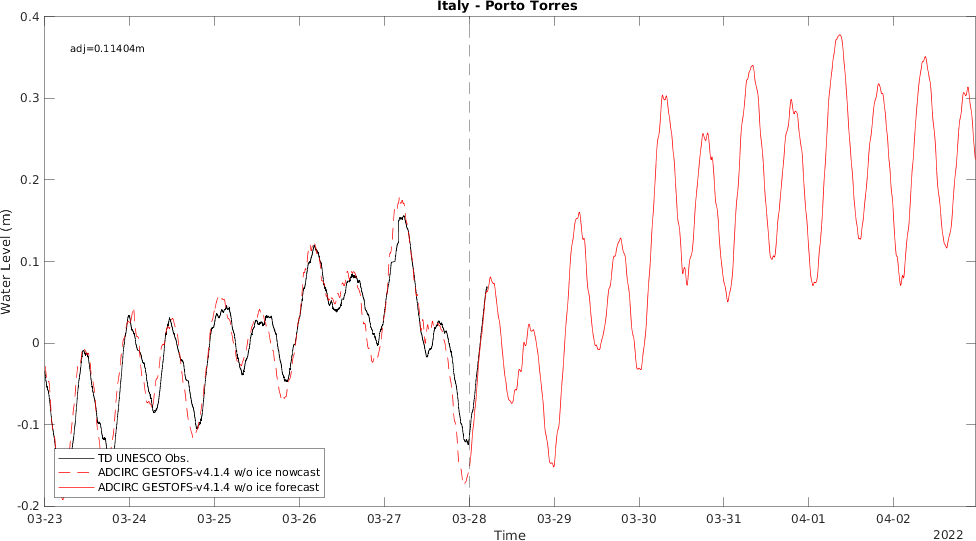 Italy - Porto Torres
0.4
adj=0.11404m
0.3
0.2
0.1
0
-0.1
-0.2
Water Level (m)
TD UNESCO Obs.
ADCIRC GESTOFS-v4.1.4 w/o ice nowcast
ADCIRC GESTOFS-v4.1.4 w/o ice forecast
03-23 03-24 03-25 03-26 03-27 03-28 03-29 03-30 03-31 04-01 04-02
Time
2022